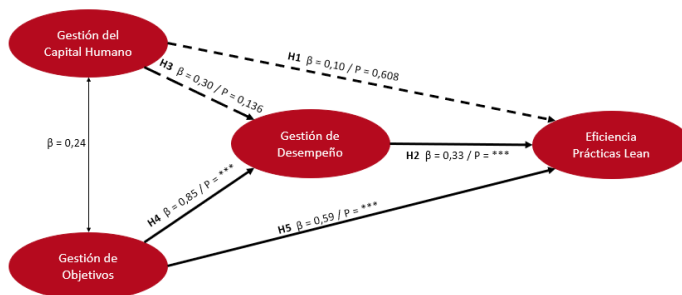 Gestión del
Capital Humano
H1 β = 0,10 / P = 0,608
H3 β = 0,30 / P = 0,136
β = 0,24
Gestión de
Desempeño
H2 β = 0,33 / P = ***
Eficiencia
Prácticas Lean
H4 β = 0,85 / P = ***
H5 β = 0,59 / P = ***
Gestión de
Objetivos